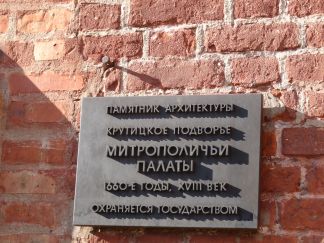 ПАМЯТНИК АРХИТЕКТУРЫ
КРУТИЦКОЕ ПОДВОРЬЕ
МИТРОПОЛИЧЬИ
ПАЛАТЫ
1660-Е ГОДЫ, XVIII ВЕК
ОХРАНЯЕТСЯ ГОСУДАРСТВОМ